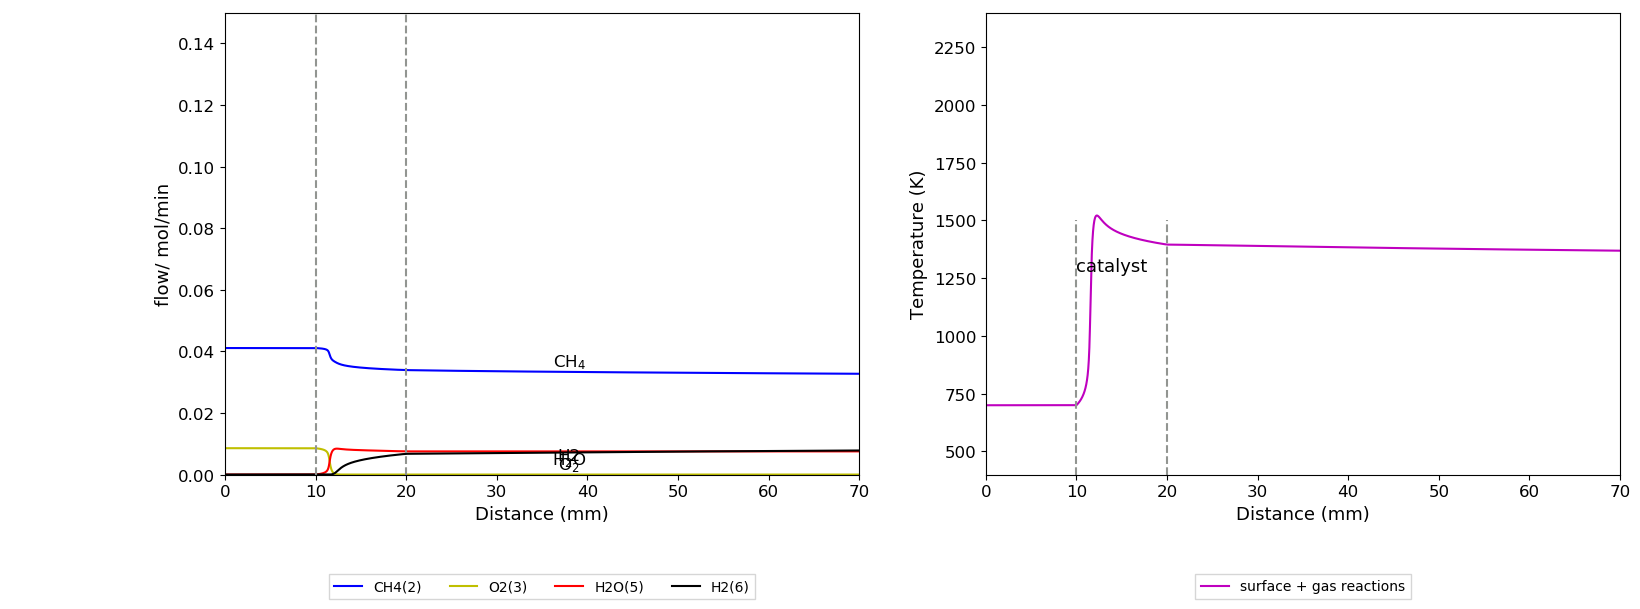 0.14
0.12
0.10
0.08
0.06
0.04
0.02
0.00
flow/ mol/min
CH₄
H2
H₂O
O₂
0 10 20 30 40 50 60 70
Distance (mm)
CH4(2) O2(3) H2O(5) H2(6)
2250
2000
1750
1500
1250
1000
750
500
Temperature (K)
catalyst
0 10 20 30 40 50 60 70
Distance (mm)
surface + gas reactions